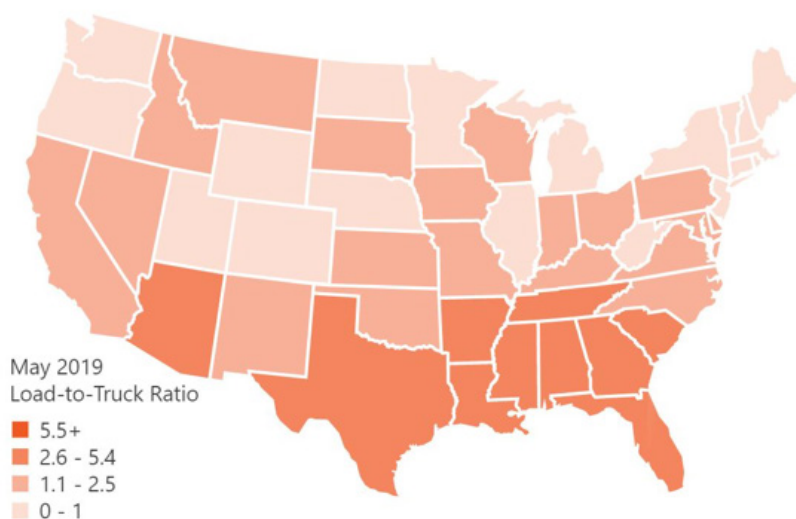 May 2019
Load-to-Truck Ratio
5.5+
2.6 - 5.4
1.1 - 2.5
0 - 1